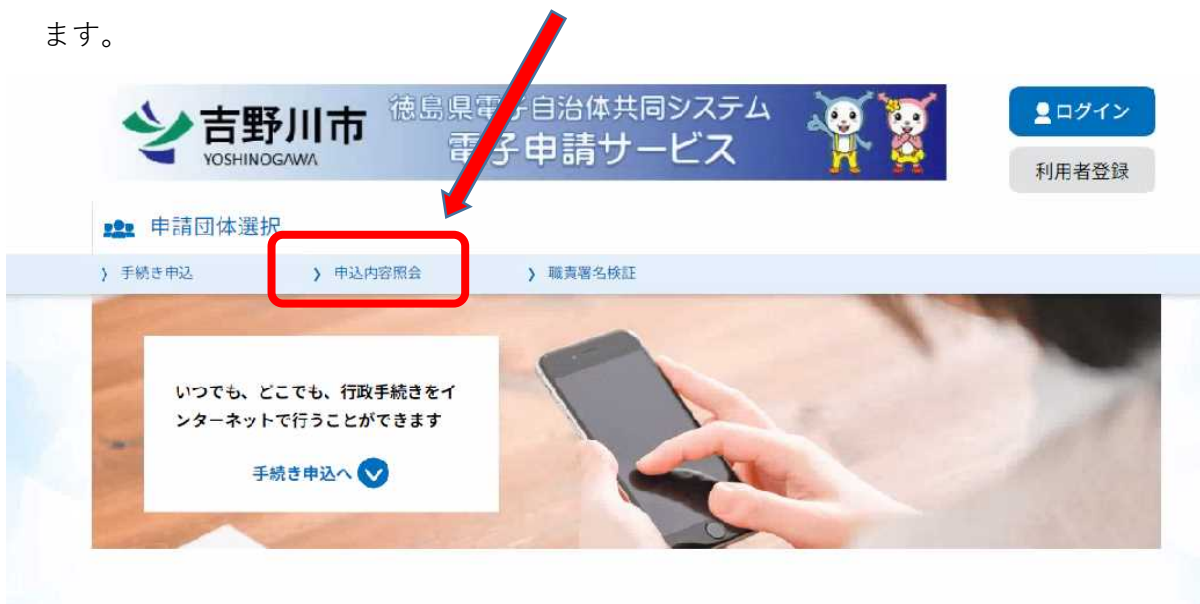 ます。
吉野川市
YOSHINOGAWA
徳島県電子自治体共同システム
電子申請サービス
ログイン
利用者登録
申請団体選択
手続き申込
申込内容照会
職責署名検証
いつでも、どこでも、行政手続きをイ
ンターネットで行うことができます
手続き申込へ